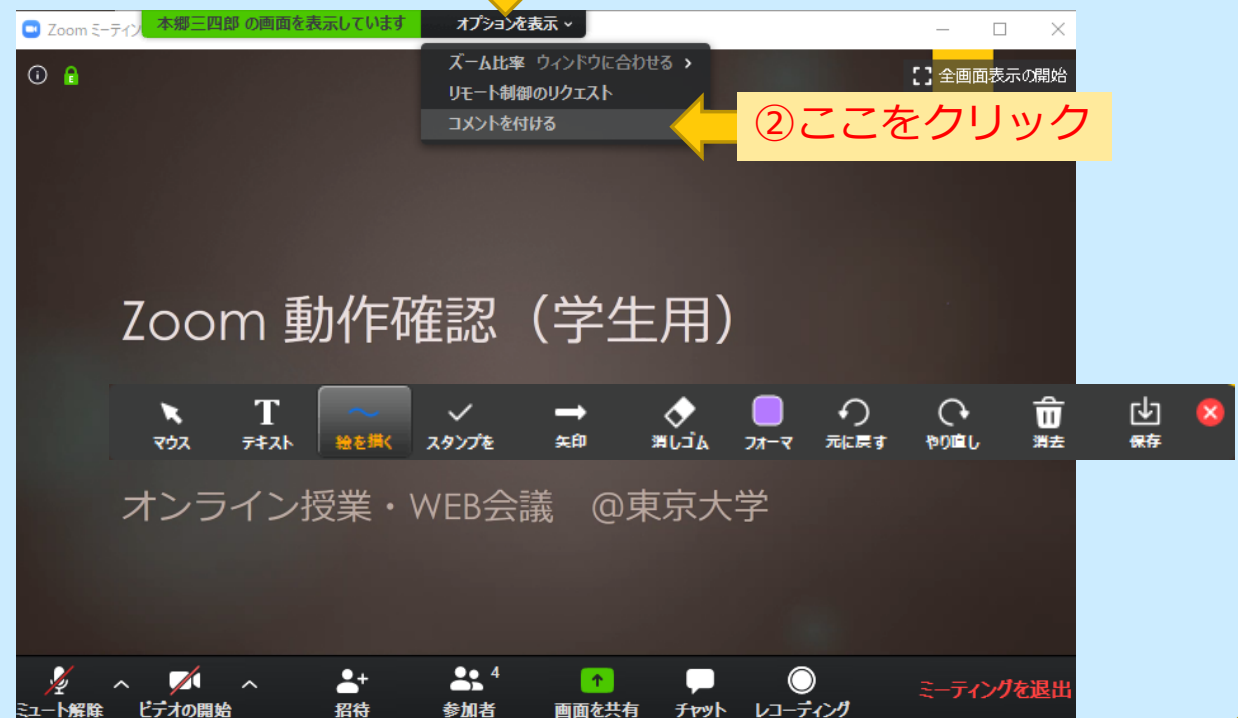 Zoom ミーティン
本郷三四郎 の画面を表示しています
オプションを表示
ズーム比率 ウィンドウに合わせる
リモート制御のリクエスト
コメントを付ける
全画面表示の開始
②ここをクリック
Zoom 動作確認（学生用）
マウス
T
テキスト
絵を描く
スタンプを
矢印
消しゴム
フォーマ
元に戻す
やり直し
消去
保存
オンライン授業・WEB会議　@東京大学
ミュート解除
ビデオの開始
招待
4
参加者
画面を共有
チャット
レコーディング
ミーティングを退出